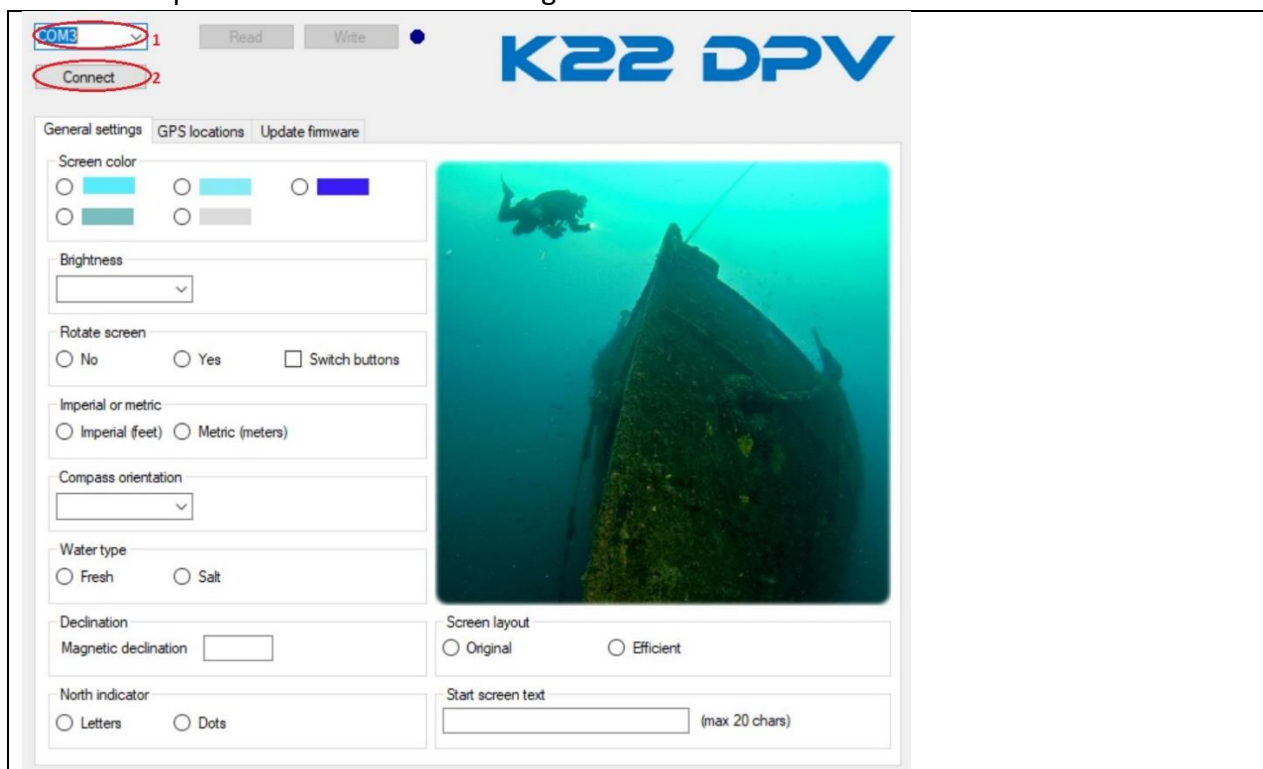 COM3 1 Read Write
K22 DPV
Connect 2
General settings GPS locations Update firmware
Screen color
Brightness
Rotate screen
No Yes Switch buttons
Imperial or metric
Imperial (feet) Metric (meters)
Compass orientation
Water type
Fresh Salt
Declination
Magnetic declination
Screen layout
Original Efficient
North indicator
Letters Dots
Start screen text
(max 20 chars)